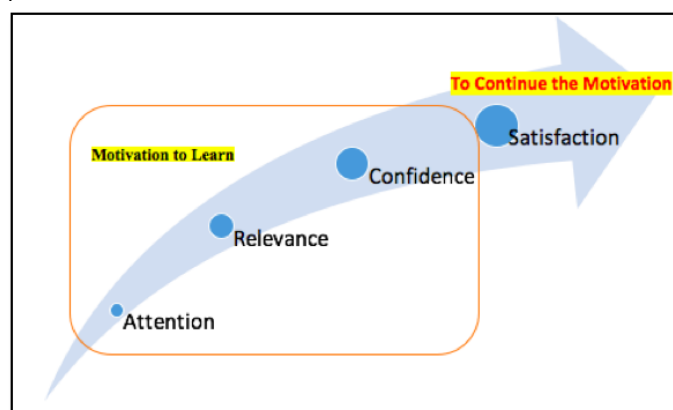 To Continue the Motivation
Satisfaction
Motivation to Learn
Confidence
Relevance
Attention